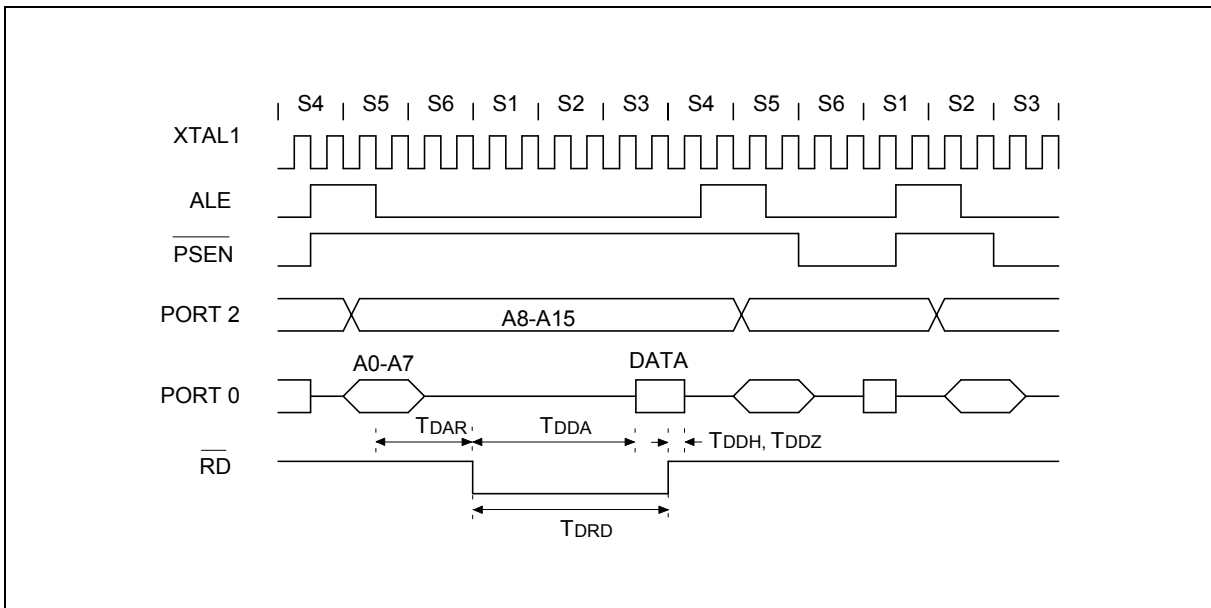 S4 S5 S6 S1 S2 S3 S4 S5 S6 S1 S2 S3
XTAL1
ALE
PSEN
PORT 2
A8-A15
A0-A7
DATA
PORT 0
TDAR
TDDA
TDDH, TDDZ
RD
TDRD